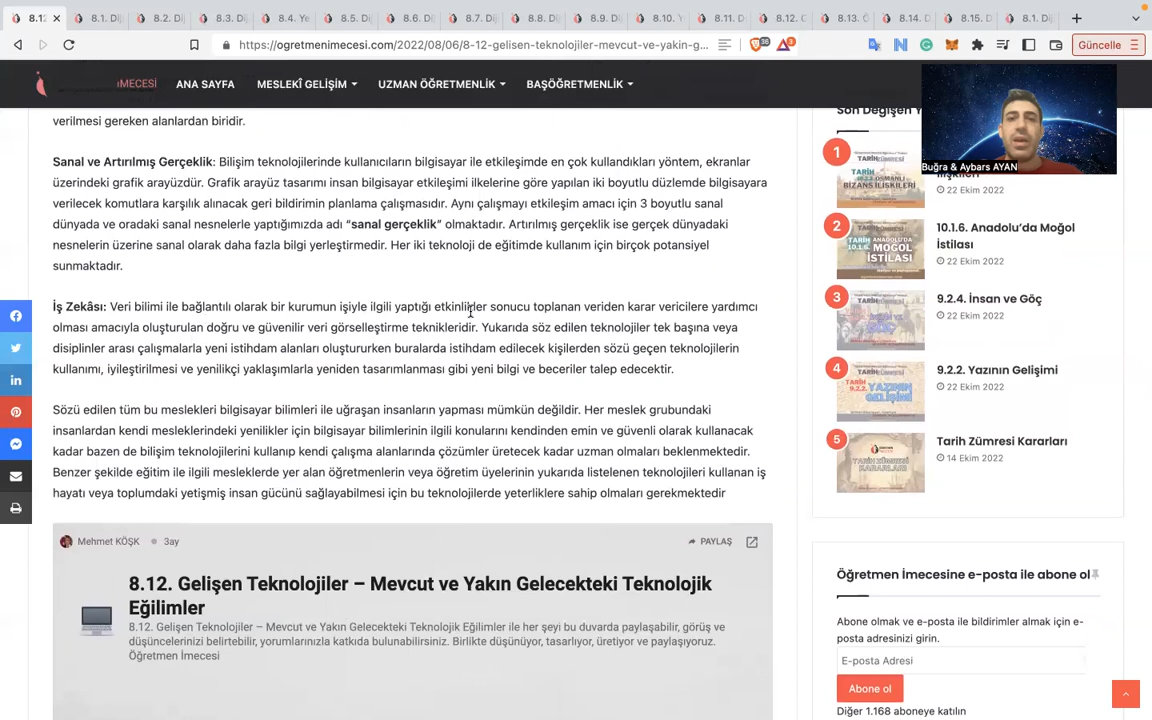 https://ogretmenimecesi.com/2022/08/06/8-12-gelisen-teknolojiler-mevcut-ve-yakin-g...
Güncelle
MECESİ
ANA SAYFA
MESLEKİ GELİŞİM
UZMAN ÖĞRETMENLİK
BAŞÖĞRETMENLİK
verilmesi gereken alanlardan biridir.
Sanal ve Artırılmış Gerçeklik: Bilişim teknolojilerinde kullanıcıların bilgisayar ile etkileşimde en çok kullandıkları yöntem, ekranlar
üzerindeki grafik arayüzdür. Grafik arayüz tasarımı insan bilgisayar etkileşimi ilkelerine göre yapılan iki boyutlu düzlemde bilgisayara
verilecek komutlara karşılık alınacak geri bildirimin planlama çalışmasıdır. Aynı çalışmayı etkileşim amacı için 3 boyutlu sanal
dünyada ve oradaki sanal nesnelerle yaptığımızda adı “sanal gerçeklik” olmaktadır. Artırılmış gerçeklik ise gerçek dünyadaki
nesnelerin üzerine sanal olarak daha fazla bilgi yerleştirmedir. Her iki teknoloji de eğitimde kullanım için birçok potansiyel
sunmaktadır.
İş Zekâsı: Veri bilimi ile bağlantılı olarak bir kurumun işiyle ilgili yaptığı etkinlikler sonucu toplanan veriden karar vericilere yardımcı
olması amacıyla oluşturulan doğru ve güvenilir veri görselleştirme teknikleridir. Yukarıda söz edilen teknolojiler tek başına veya
disiplinler arası çalışmalarla yeni istihdam alanları oluştururken buralarda istihdam edilecek kişilerden sözü geçen teknolojilerin
kullanımı, iyileştirilmesi ve yenilikçi yaklaşımlarla yeniden tasarımlanması gibi yeni bilgi ve beceriler talep edecektir.
Sözü edilen tüm bu meslekleri bilgisayar bilimleri ile uğraşan insanların yapması mümkün değildir. Her meslek grubundaki
insanlardan kendi mesleklerindeki yenilikler için bilgisayar bilimlerinin ilgili konularını kendinden emin ve güvenli olarak kullanacak
kadar bazen de bilişim teknolojilerini kullanıp kendi çalışma alanlarında çözümler üretecek kadar uzman olmaları beklenmektedir.
Benzer şekilde eğitim ile ilgili mesleklerde yer alan öğretmenlerin veya öğretim üyelerinin yukarıda listelenen teknolojileri kullanan iş
hayatı veya toplumdaki yetişmiş insan gücünü sağlayabilmesi için bu teknolojilerde yeterliklere sahip olmaları gerekmektedir
Mehmet KÖŞK
3ay
PAYLAŞ
8.12. Gelişen Teknolojiler – Mevcut ve Yakın Gelecekteki Teknolojik
Eğilimler
8.12. Gelişen Teknolojiler – Mevcut ve Yakın Gelecekteki Teknolojik Eğilimler ile her şeyi bu duvarda paylaşabilir, görüş ve
düşüncelerinizi belirtebilir, yorumlarınızla katkıda bulunabilirsiniz. Birlikte düşünüyor, tasarlıyor, üretiyor ve paylaşıyoruz.
Öğretmen İmecesi
Son Değişen Y
Buğra & Aybars AYAN
1
22 Ekim 2022
2
10.1.6. Anadolu’da Moğol
İstilası
22 Ekim 2022
3
9.2.4. İnsan ve Göç
22 Ekim 2022
4
9.2.2. Yazının Gelişimi
22 Ekim 2022
5
Tarih Zümresi Kararları
14 Ekim 2022
Öğretmen İmecesine e-posta ile abone ol
Abone olmak ve e-posta ile bildirimler almak için e-
posta adresinizi girin.
E-posta Adresi
Abone ol
Diğer 1.168 aboneye katılın